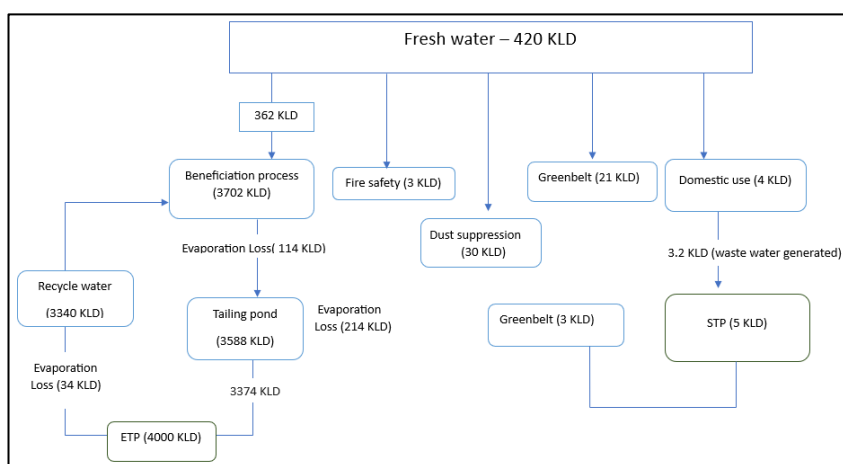 Fresh water – 420 KLD
362 KLD
Beneficiation process
(3702 KLD)
Fire safety (3 KLD)
Greenbelt (21 KLD)
Domestic use (4 KLD)
Dust suppression
(30 KLD)
Evaporation Loss( 114 KLD)
3.2 KLD (waste water generated)
Recycle water
(3340 KLD)
Tailing pond
(3588 KLD)
Evaporation
Loss (214 KLD)
Greenbelt (3 KLD)
STP (5 KLD)
Evaporation
Loss (34 KLD)
3374 KLD
ETP (4000 KLD)